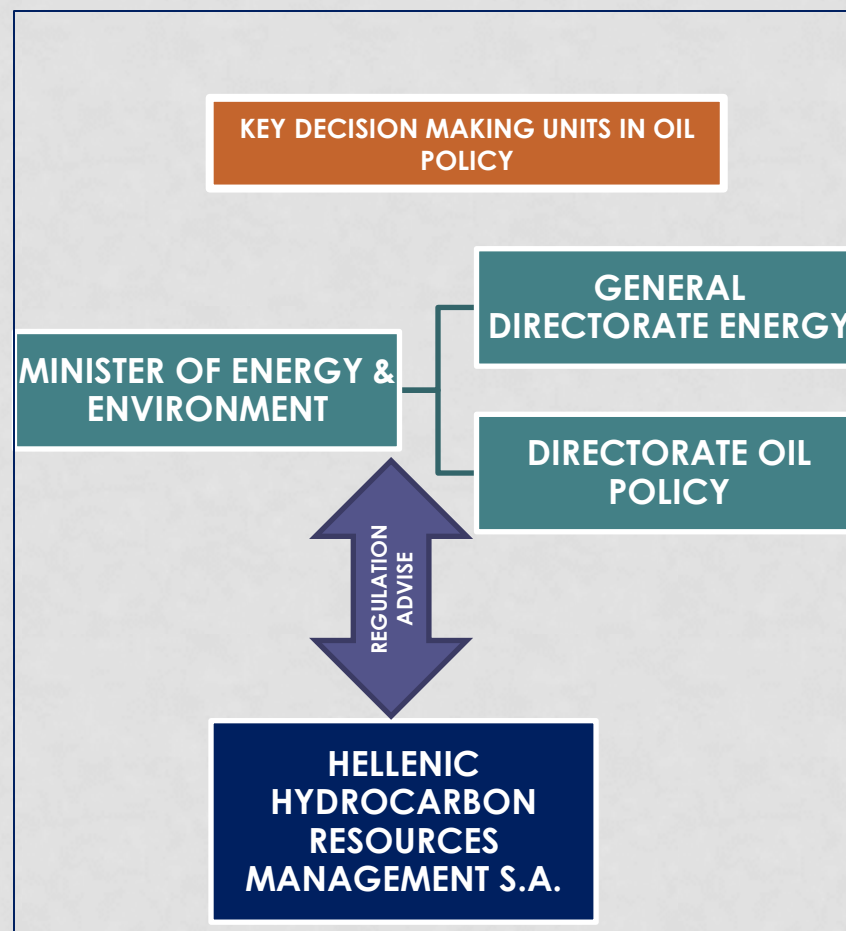 KEY DECISION MAKING UNITS IN OIL
POLICY
GENERAL
DIRECTORATE ENERGY
MINISTER OF ENERGY &
ENVIRONMENT
DIRECTORATE OIL
POLICY
REGULATION
ADVISE
HELLENIC
HYDROCARBON
RESOURCES
MANAGEMENT S.A.